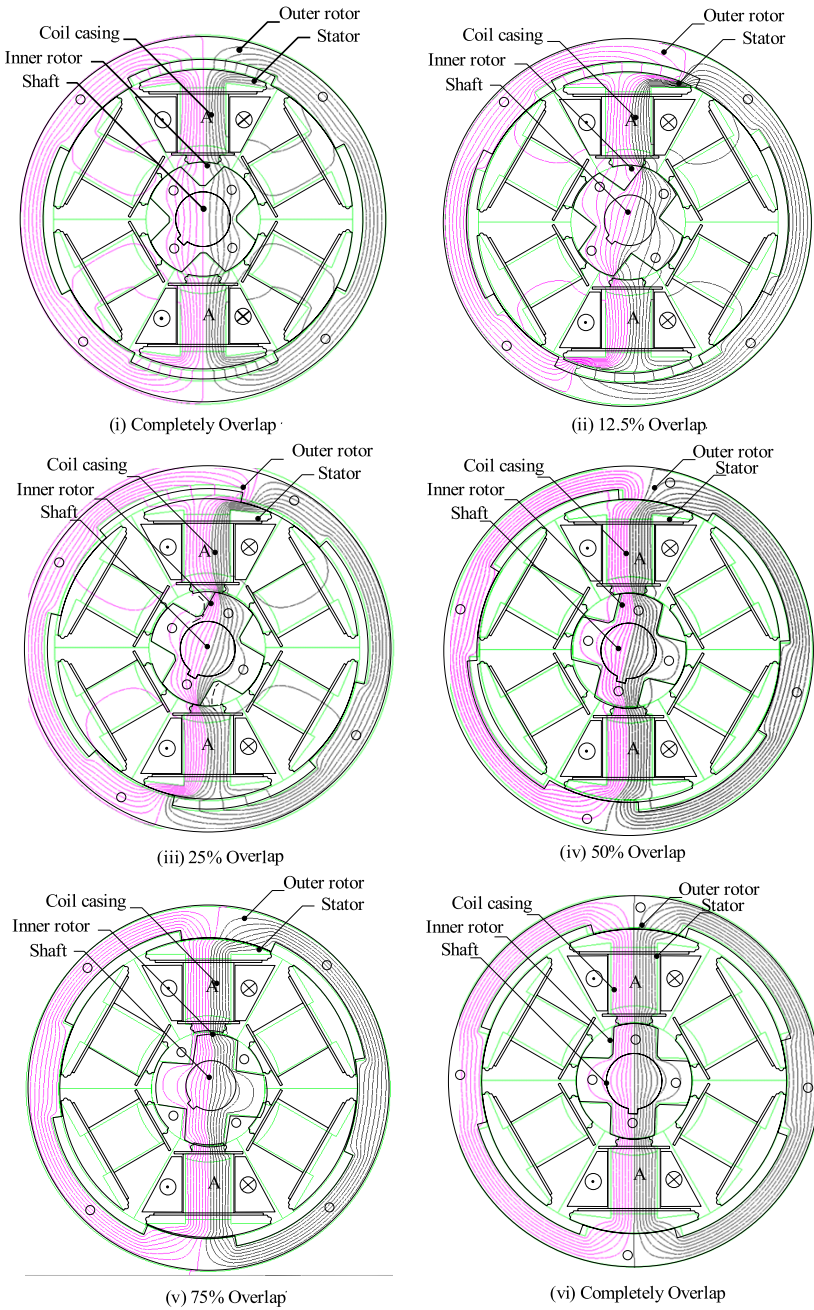 Outer rotor
Coil casing
Stator
Inner rotor
Shaft
A
A
(i) Completely Overlap
Outer rotor
Coil casing
Stator
Inner rotor
Shaft
A
A
(ii) 12.5% Overlap
Outer rotor
Coil casing
Stator
Inner rotor
Shaft
A
A
(iii) 25% Overlap
Outer rotor
Coil casing
Stator
Inner rotor
Shaft
A
A
(iv) 50% Overlap
Outer rotor
Coil casing
Stator
Inner rotor
Shaft
A
A
(v) 75% Overlap
Outer rotor
Coil casing
Stator
Inner rotor
Shaft
A
A
(vi) Completely Overlap